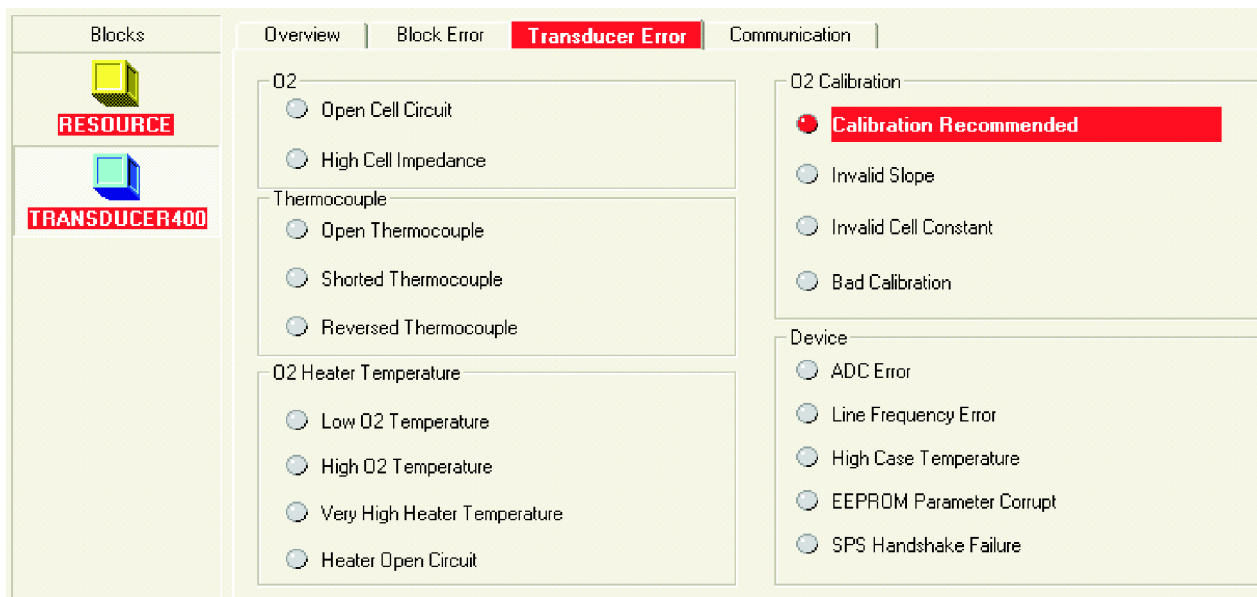 Blocks
RESOURCE
TRANSDUCER400
Overview
Block Error
Transducer Error
Communication
O2
Open Cell Circuit
High Cell Impedance
Thermocouple
Open Thermocouple
Shorted Thermocouple
Reversed Thermocouple
O2 Heater Temperature
Low O2 Temperature
High O2 Temperature
Very High Heater Temperature
Heater Open Circuit
O2 Calibration
Calibration Recommended
Invalid Slope
Invalid Cell Constant
Bad Calibration
Device
ADC Error
Line Frequency Error
High Case Temperature
EEPROM Parameter Corrupt
SPS Handshake Failure